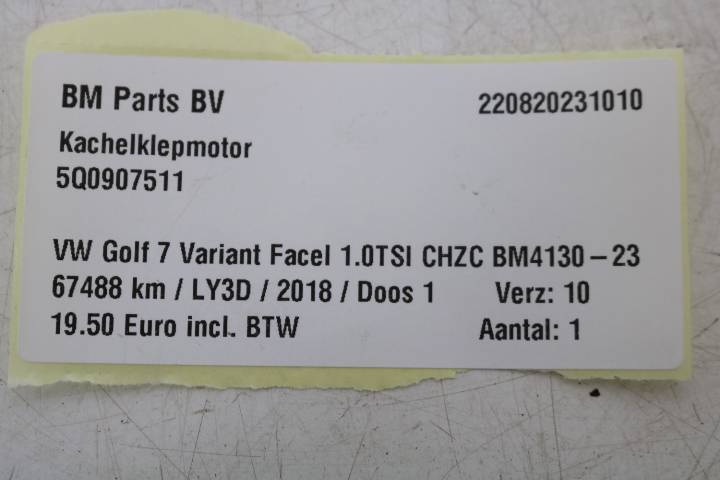 BM Parts BV 220820231010
Kachelklepmotor
5Q0907511
VW Golf 7 Variant Facel 1.0TSI CHZC BM4130-23
67488 km / LY3D / 2018 / Doos 1 Verz: 10
19.50 Euro incl. BTW Aantal: 1